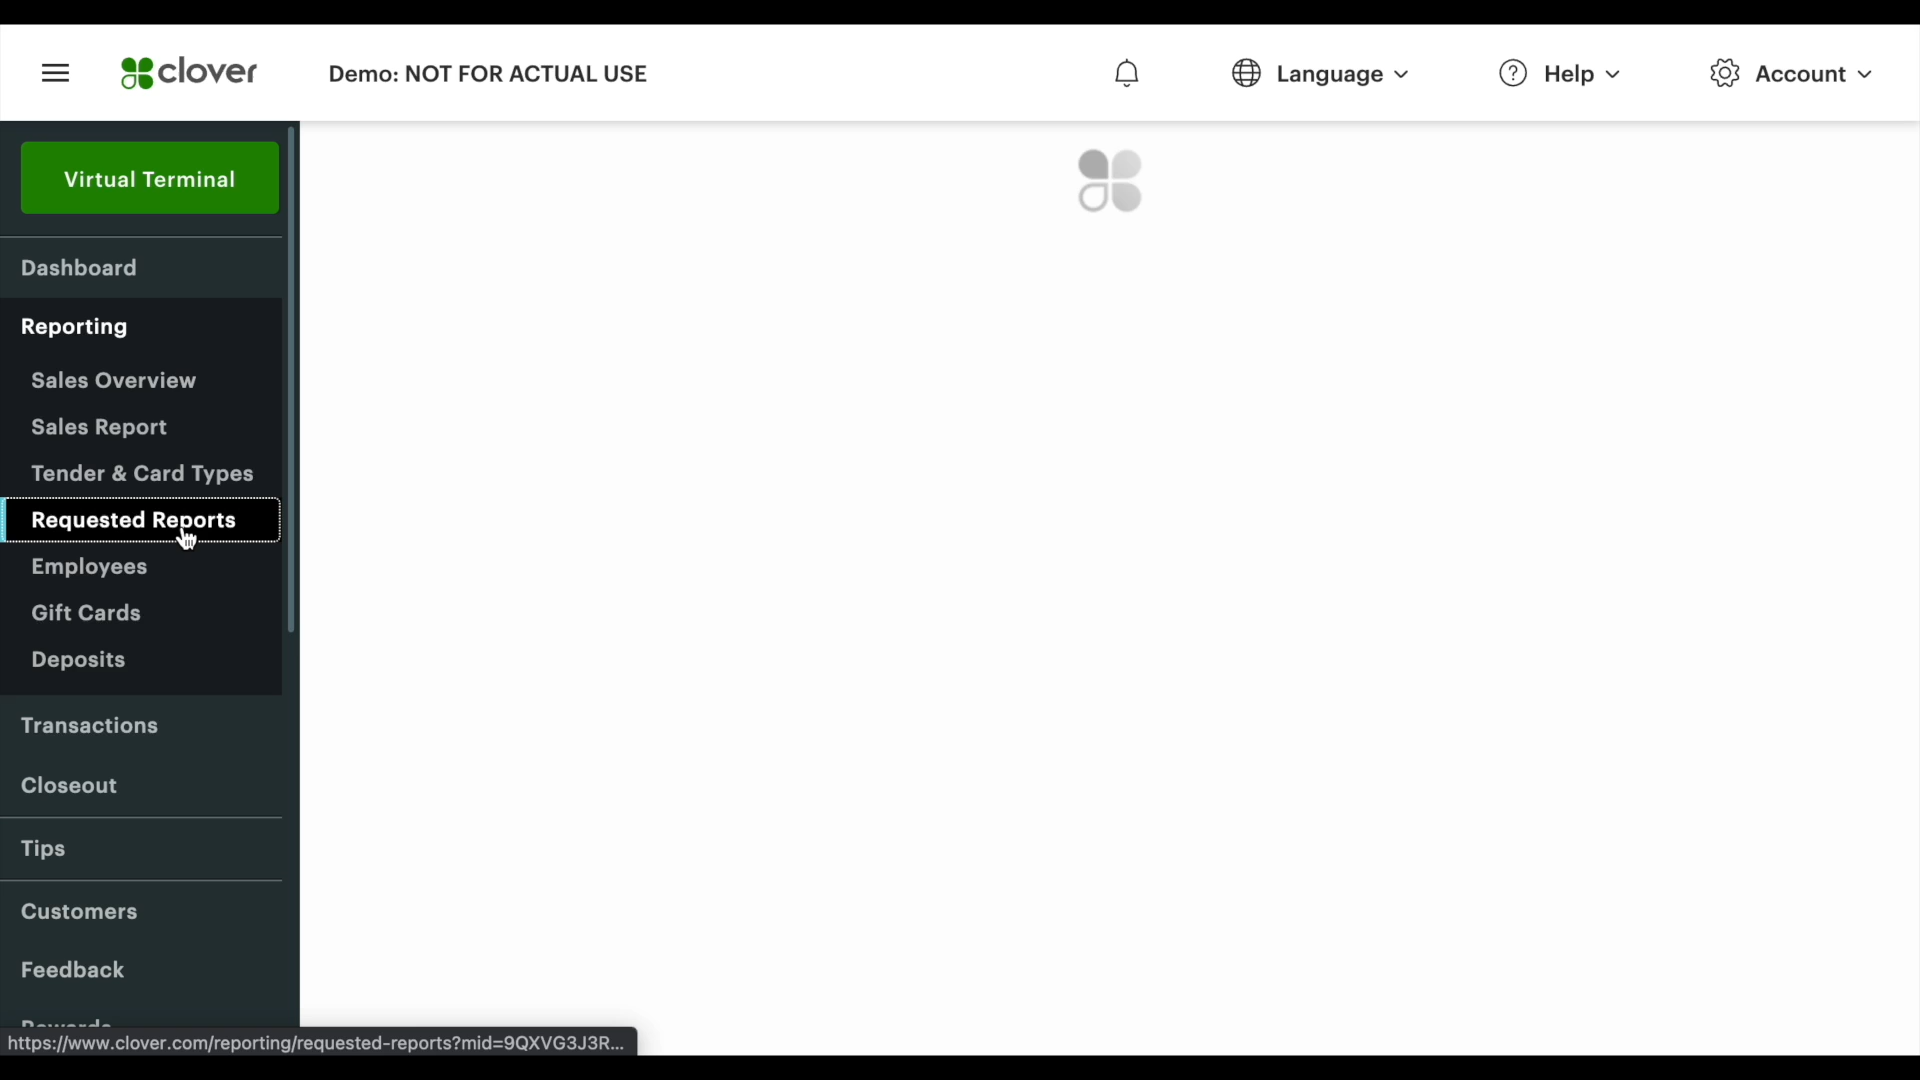 clover
Demo: NOT FOR ACTUAL USE
Language
Help
Account
Virtual Terminal
Dashboard
Reporting
Sales Overview
Sales Report
Tender & Card Types
Requested Reports
Employees
Gift Cards
Deposits
Transactions
Closeout
Tips
Customers
Feedback
https://www.clover.com/reporting/requested-reports?mid=9QXVG3J3R...